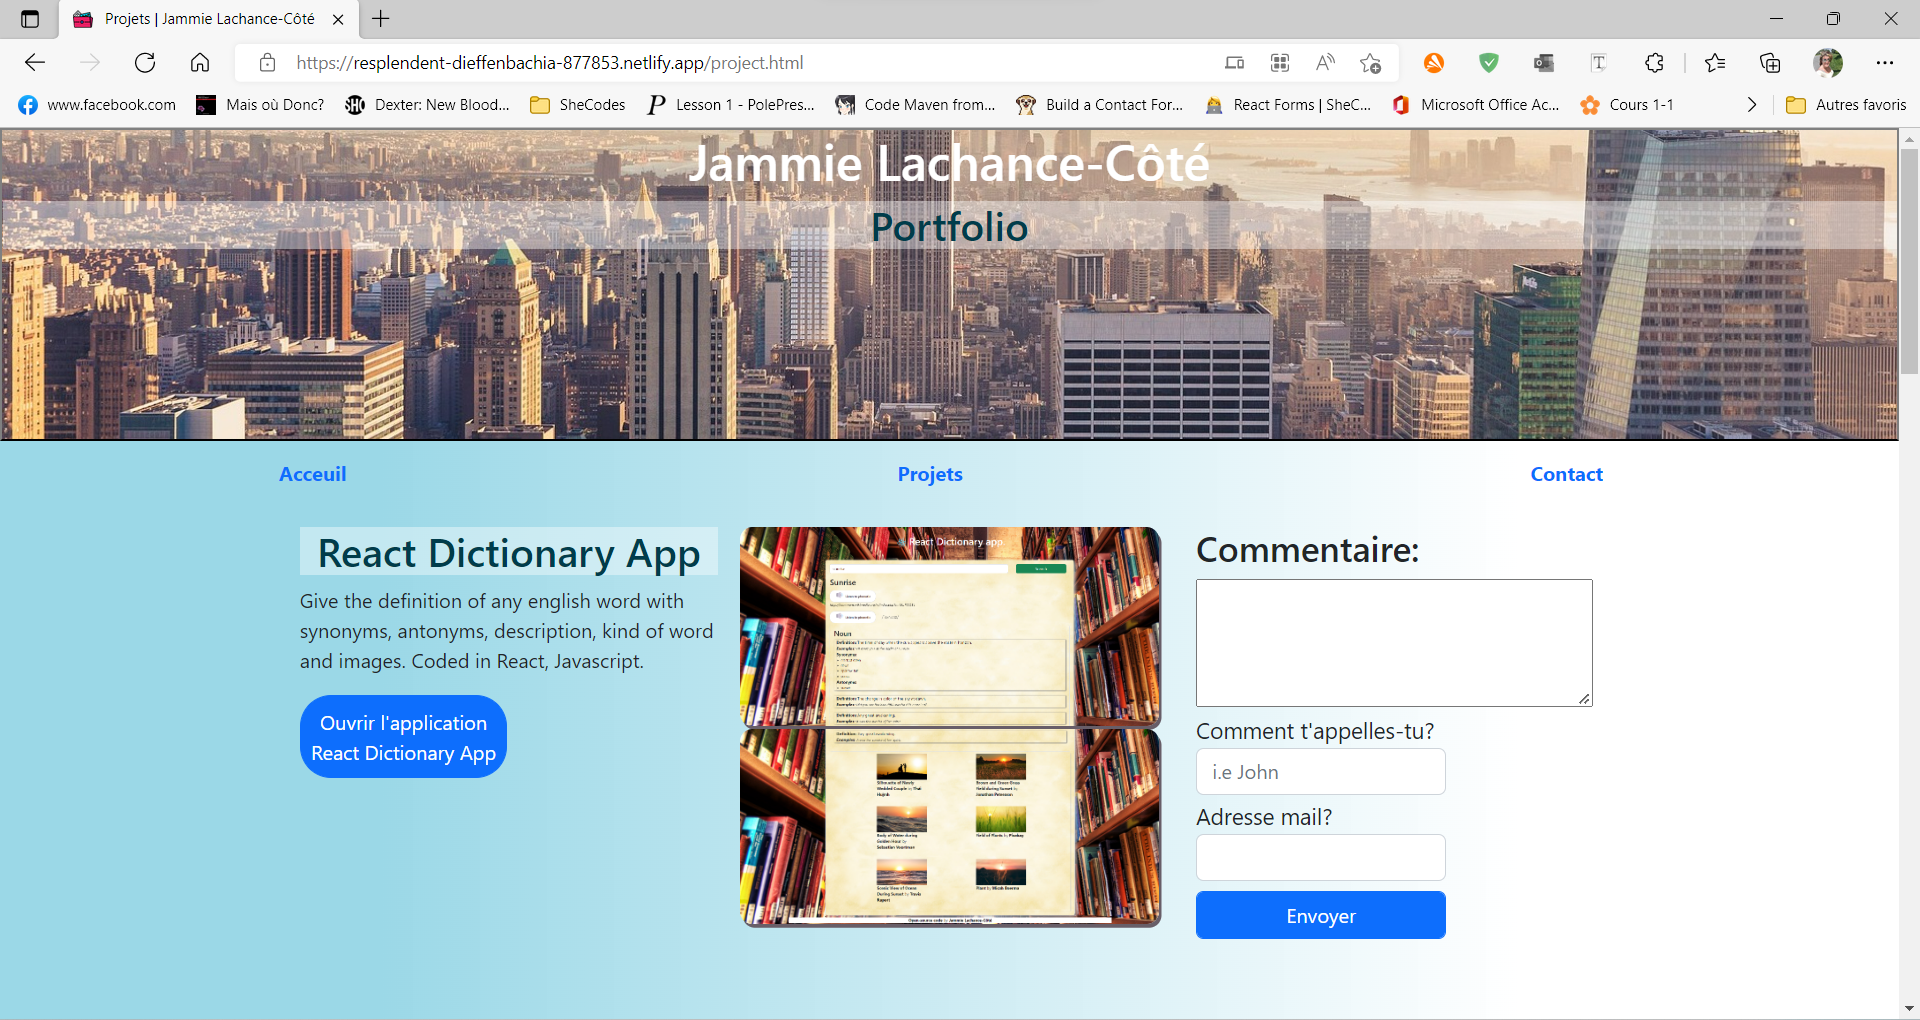 Projets | Jammie Lachance-Côté
https://resplendent-dieffenbachia-877853.netlify.app/project.html
www.facebook.com
Mais où Donc?
Dexter: New Blood...
SheCodes
Lesson 1 - PolePres...
Code Maven from...
Build a Contact For...
React Forms | SheC...
Microsoft Office Ac...
Cours 1-1
Autres favoris
Jammie Lachance-Côté
Portfolio
Acceuil
Projets
Contact
React Dictionary App
Give the definition of any english word with
synonyms, antonyms, description, kind of word
and images. Coded in React, Javascript.
Ouvrir l'application
React Dictionary App
React Dictionary app
Sunrise
Noun
Commentaire:
Comment t'appelles-tu?
i.e John
Adresse mail?
Envoyer